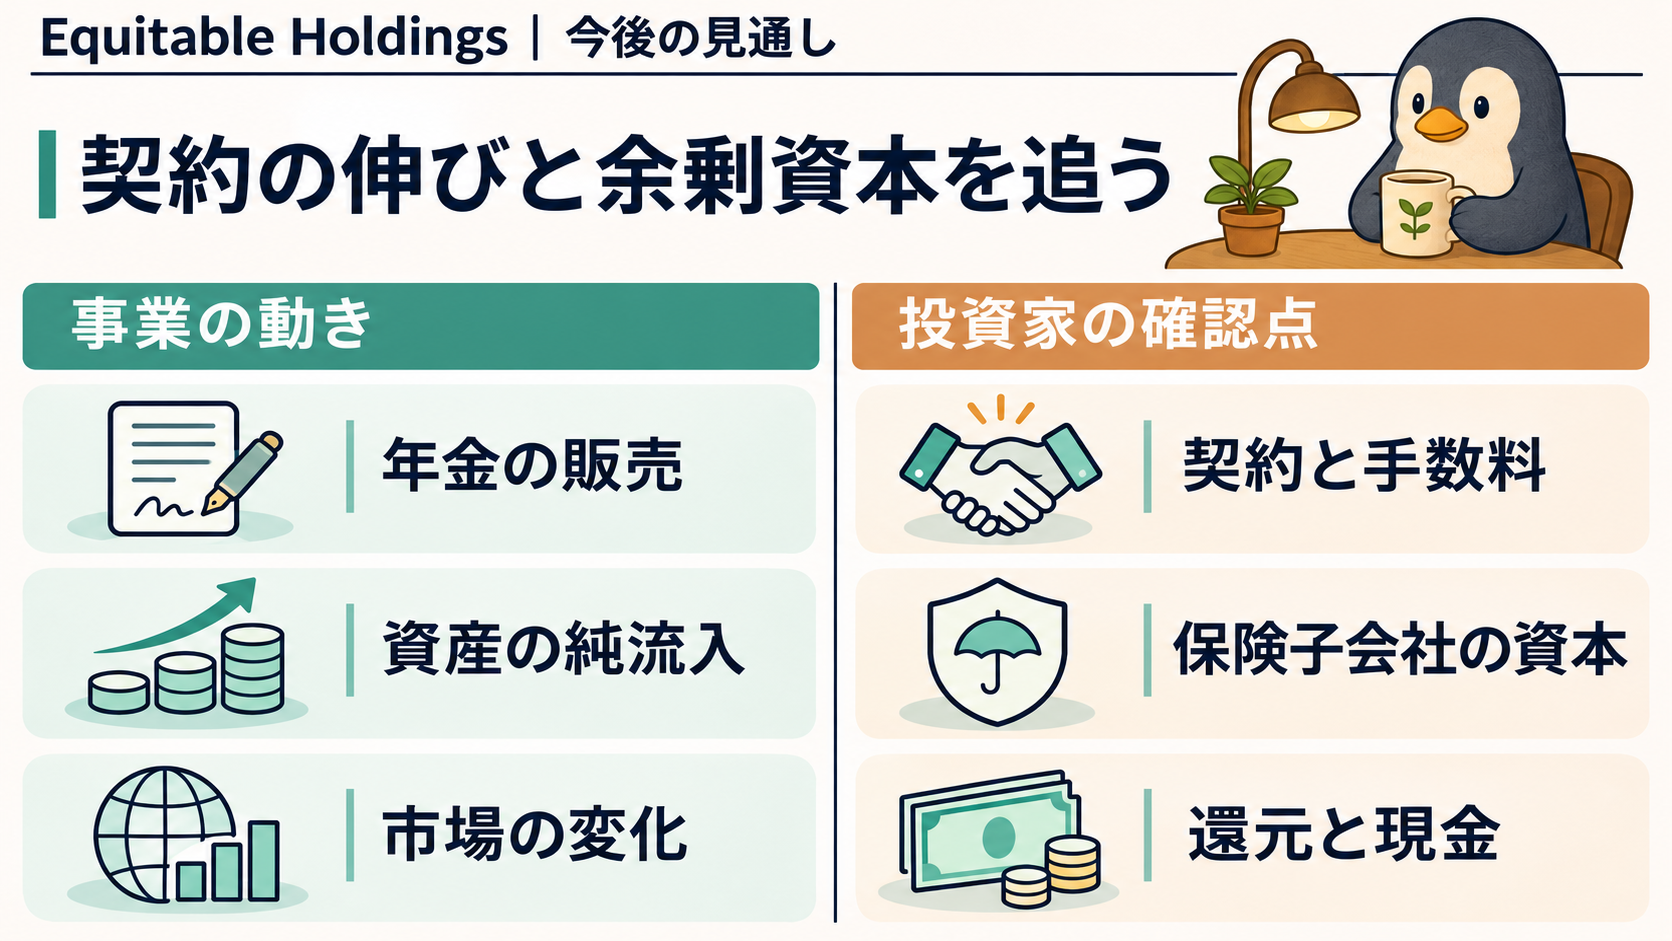 Equitable Holdings | 今後の見通し
契約の伸びと余剰資本を追う
事業の動き
年金の販売
資産の純流入
市場の変化
投資家の確認点
契約と手数料
保険子会社の資本
還元と現金